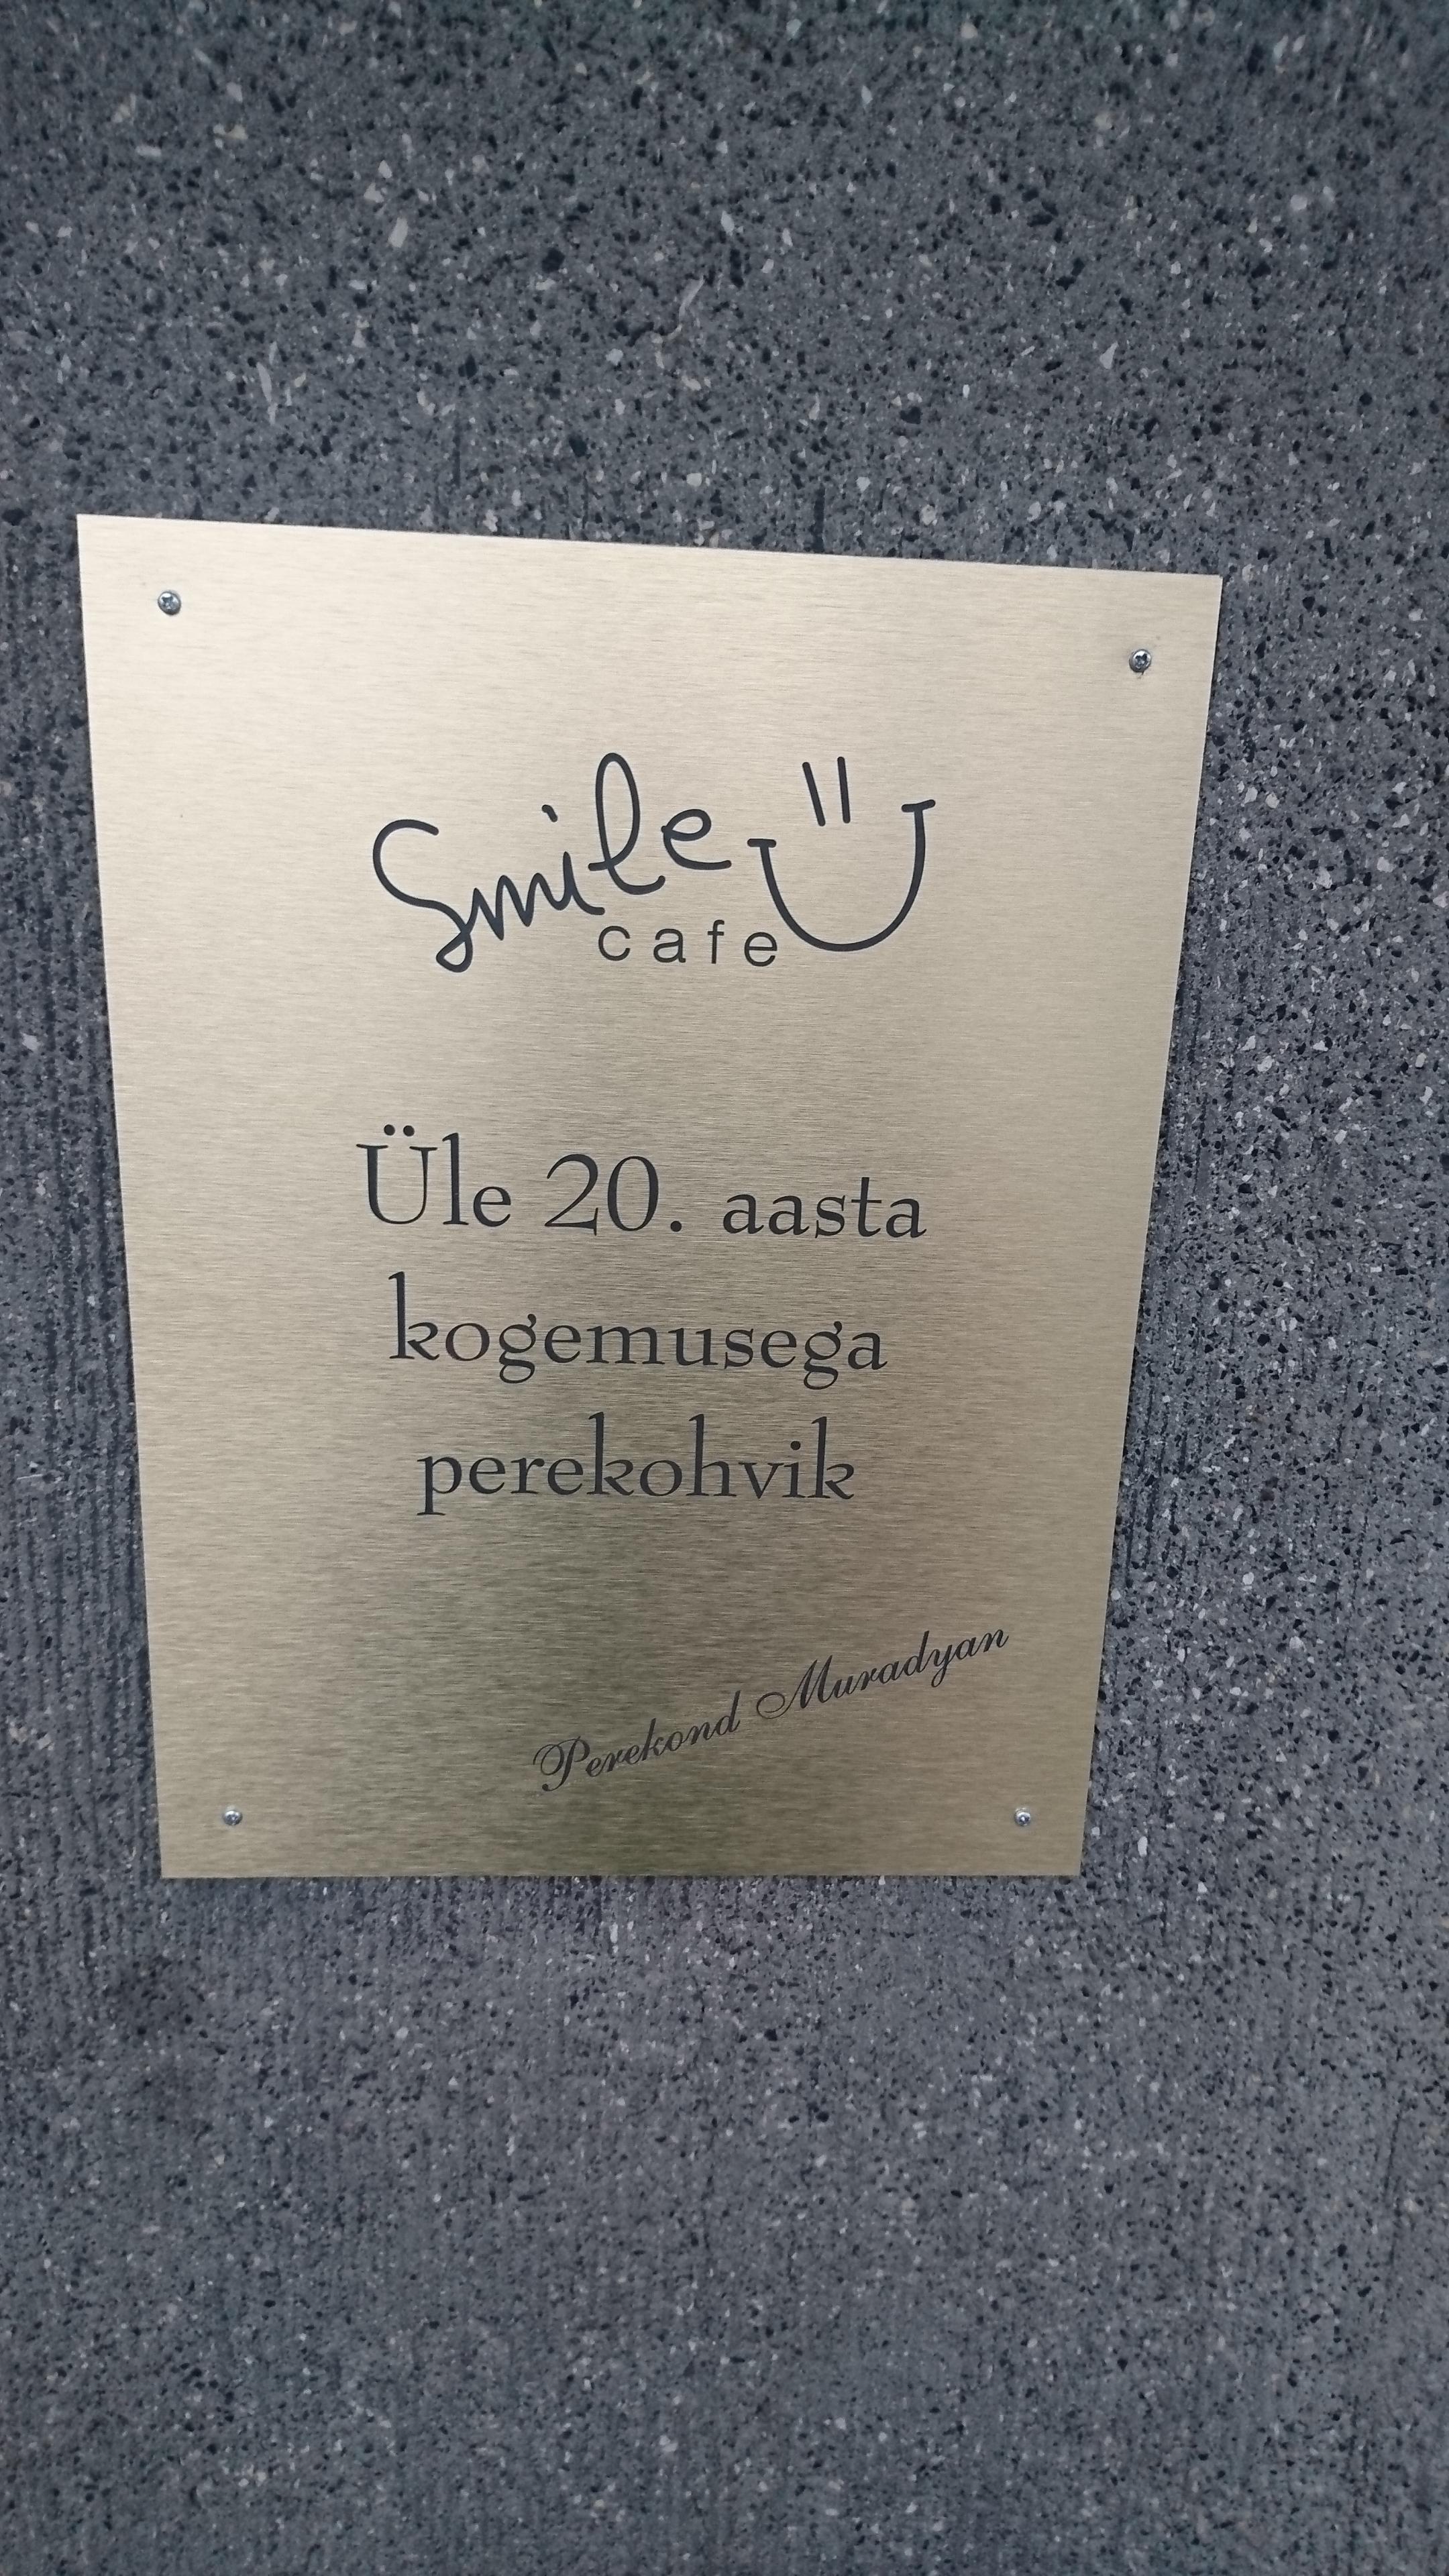 Smile
cafe
Üle 20. aasta
kogemusega
perekohvik
Perekond Muradyan